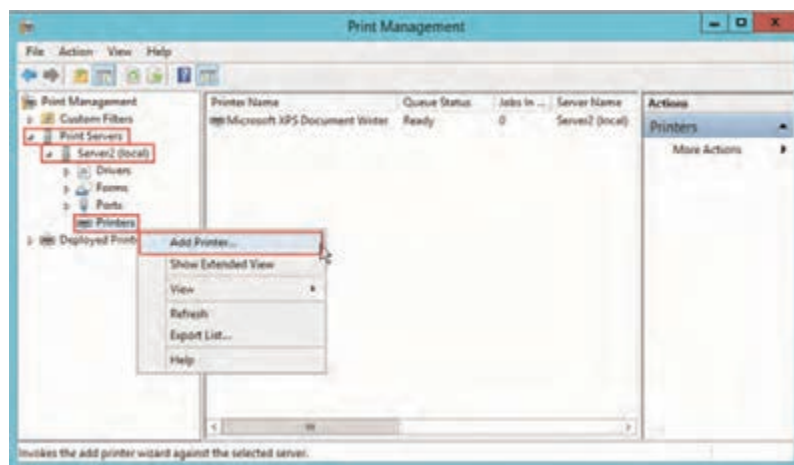 Print Management
File Action View Help
Print Management
Custom Filters
Print Servers
Server2 (local)
Drivers
Forms
Ports
Printers
Deployed Print
Printer Name Queue Status Jobs In ... Server Name
Microsoft XPS Document Writer Ready 0 Server2 (local)
Actions
Printers
More Actions
Add Printer...
Show Extended View
View
Refresh
Export List...
Help
Invokes the add printer wizard against the selected server.